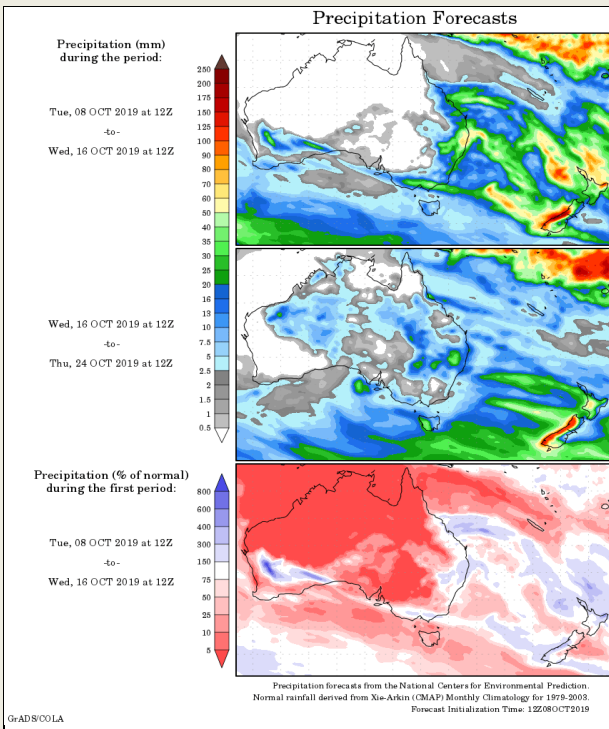 Precipitation Forecasts
Precipitation (mm)
during the period:
Tue, 08 OCT 2019 at 12Z
-to-
Wed, 16 OCT 2019 at 12Z
250
200
175
150
125
100
90
80
70
60
50
40
35
30
25
20
16
13
10
7.5
5
2.5
2
1.5
1
0.5
Wed, 16 OCT 2019 at 12Z
-to-
Thu, 24 OCT 2019 at 12Z
Precipitation (% of normal)
during the first period:
Tue, 08 OCT 2019 at 12Z
-to-
Wed, 16 OCT 2019 at 12Z
800
600
400
300
150
75
50
25
10
5
Precipitation forecasts from the National Centers for Environmental Prediction.
Normal rainfall derived from Xie-Arkin (CMAP) Monthly Climatology for 1979-2003.
Forecast Initialization Time: 12Z08OCT2019
GrADS/COLA